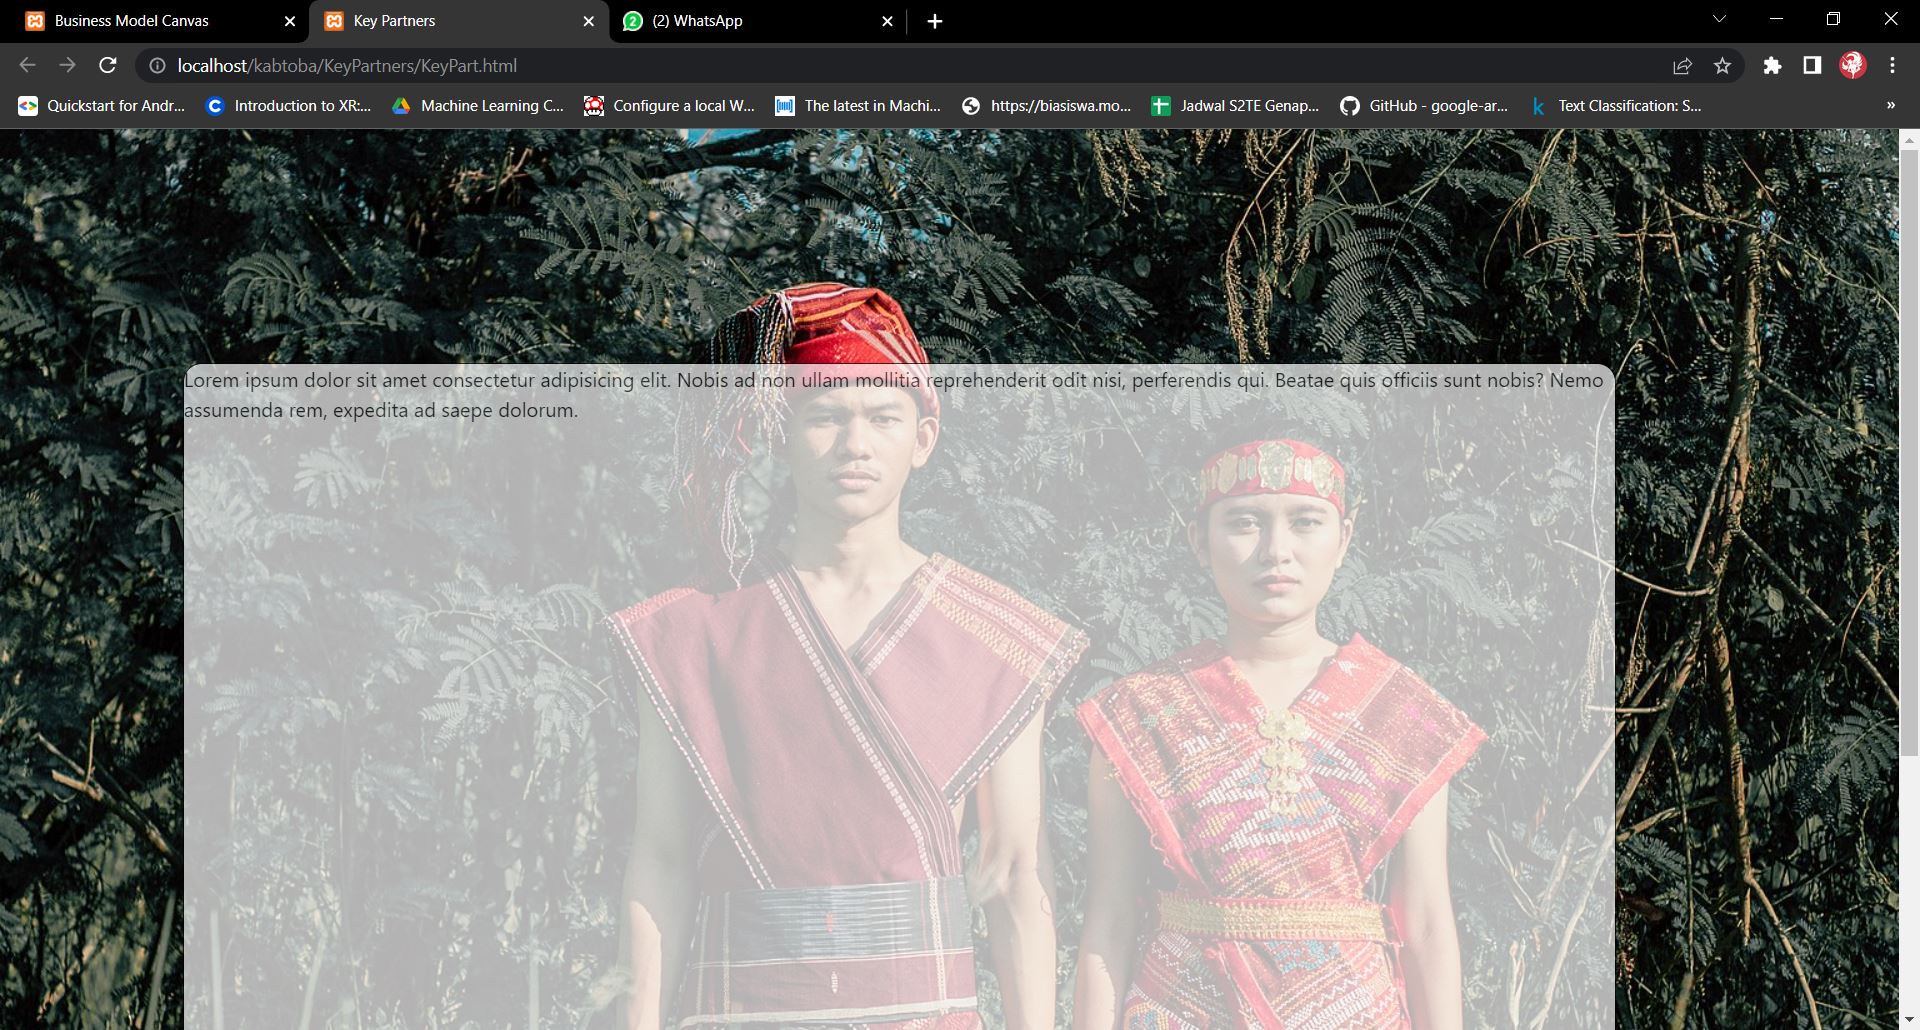 Business Model Canvas
Key Partners
2
(2) WhatsApp
localhost/kabtoba/KeyPartners/KeyPart.html
Quickstart for Andr...
C
Introduction to XR:...
Machine Learning C...
Configure a local W...
The latest in Machi...
https://biasiswa.mo...
Jadwal S2TE Genap...
GitHub - google-ar...
k
Text Classification: S...
»
Lorem ipsum dolor sit amet consectetur adipisicing elit. Nobis ad non ullam mollitia reprehenderit odit nisi, perferendis qui. Beatae quis officiis sunt nobis? Nemo
assumenda rem, expedita ad saepe dolorum.